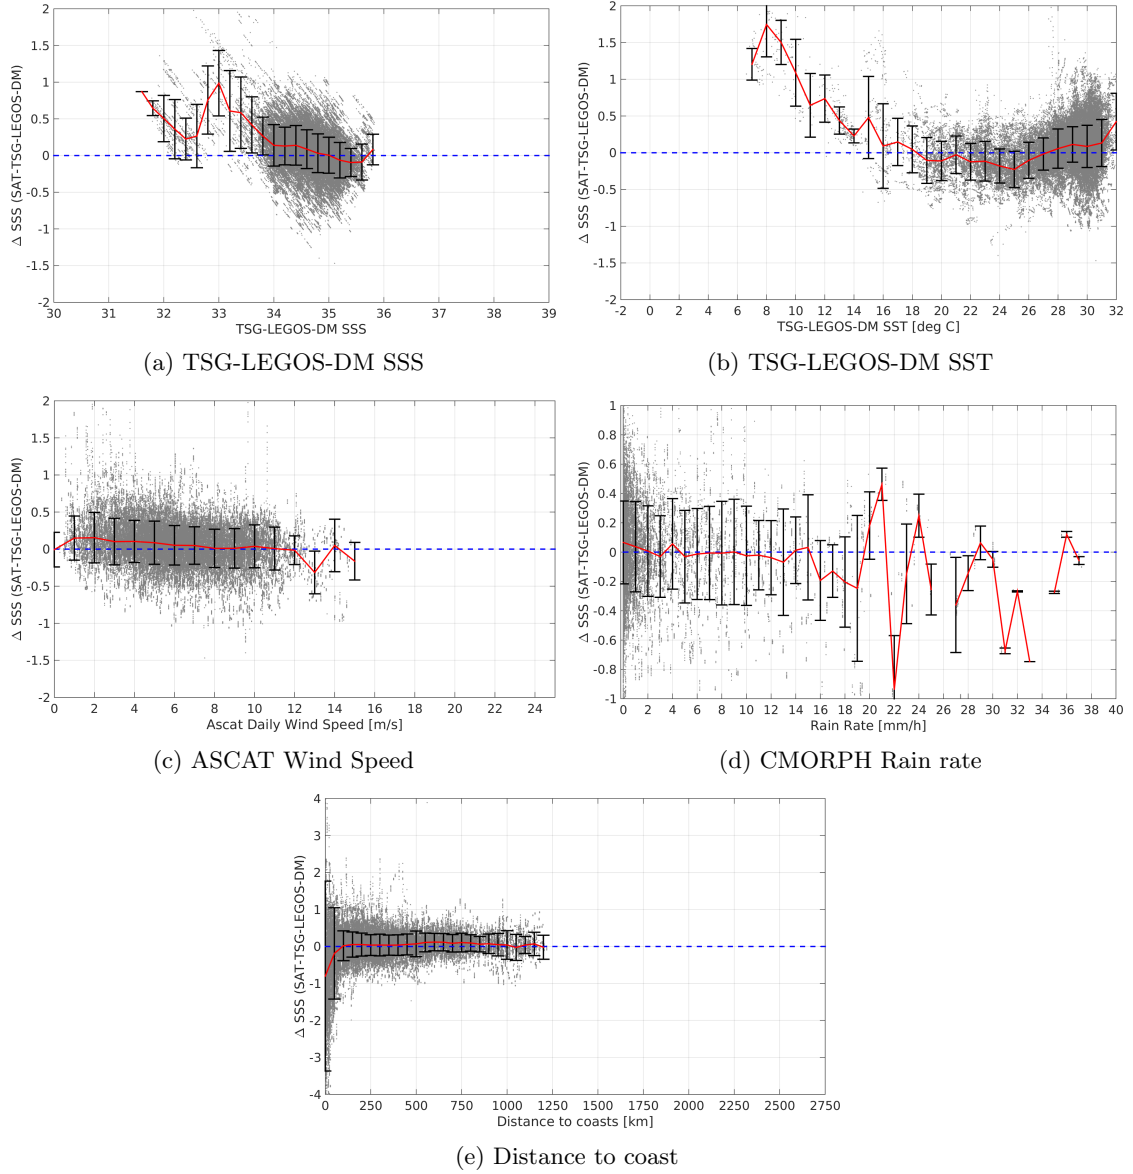 2
1.5
1
0.5
0
-0.5
-1
-1.5
-2
Δ SSS (SAT-TSG-LEGOS-DM)
30 31 32 33 34 35 36 37 38 39
TSG-LEGOS-DM SSS
(a) TSG-LEGOS-DM SSS
2
1.5
1
0.5
0
-0.5
-1
-1.5
-2
Δ SSS (SAT-TSG-LEGOS-DM)
-2 0 2 4 6 8 10 12 14 16 18 20 22 24 26 28 30 32
TSG-LEGOS-DM SST [deg C]
(b) TSG-LEGOS-DM SST
2
1.5
1
0.5
0
-0.5
-1
-1.5
-2
Δ SSS (SAT-TSG-LEGOS-DM)
0 2 4 6 8 10 12 14 16 18 20 22 24
Ascat Daily Wind Speed [m/s]
(c) ASCAT Wind Speed
1
0.8
0.6
0.4
0.2
0
-0.2
-0.4
-0.6
-0.8
-1
Δ SSS (SAT-TSG-LEGOS-DM)
0 2 4 6 8 10 12 14 16 18 20 22 24 26 28 30 32 34 36 38 40
Rain Rate [mm/h]
(d) CMORPH Rain rate
4
3
2
1
0
-1
-2
-3
-4
Δ SSS (SAT-TSG-LEGOS-DM)
0 250 500 750 1000 1250 1500 1750 2000 2250 2500 2750
Distance to coasts [km]
(e) Distance to coast